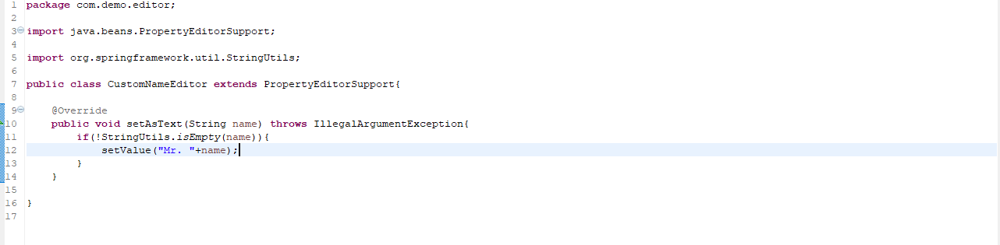 1 package com.demo.editor;
2
3 import java.beans.PropertyEditorSupport;
4
5 import org.springframework.util.StringUtils;
6
7 public class CustomNameEditor extends PropertyEditorSupport{
8
9     @Override
10     public void setAsText(String name) throws IllegalArgumentException{
11         if(!StringUtils.isEmpty(name)){
12             setValue("Mr. "+name);
13         }
14     }
15
16 }
17